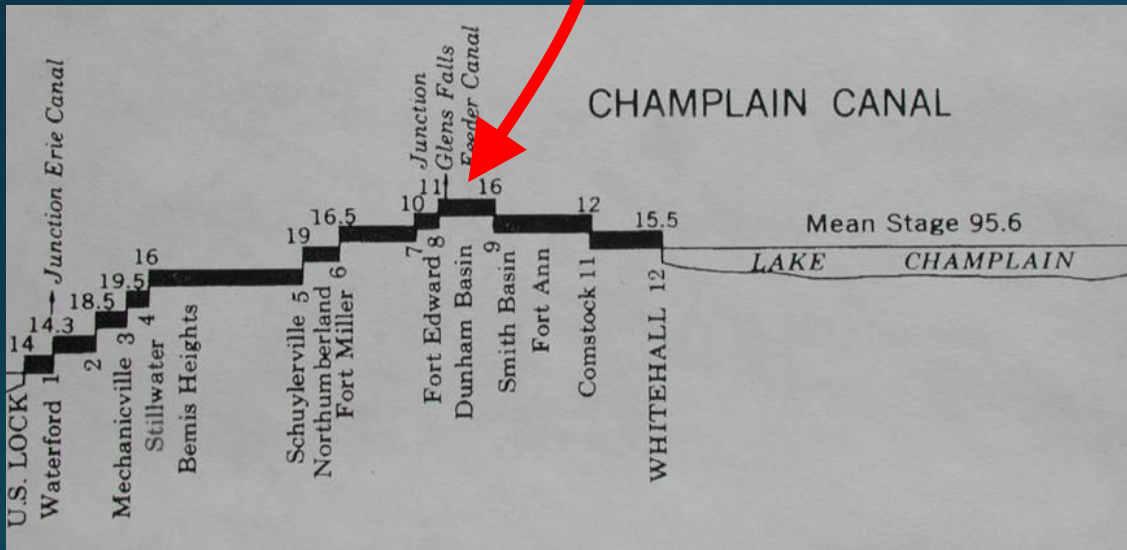 CHAMPLAIN CANAL
Junction Erie Canal
Junction
Glens Falls
Feeder Canal
14
14.3
18.5
19.5
16
19
16.5
10
11
16
12
15.5
Mean Stage 95.6
LAKE CHAMPLAIN
U.S. LOCK
Waterford 1
2
Mechanicville 3
Stillwater 4
Bemis Heights
Schuylerville 5
Northumberland 6
Fort Miller
7
Fort Edward 8
Dunham Basin
Smith Basin 9
Fort Ann
Comstock 11
WHITEHALL 12